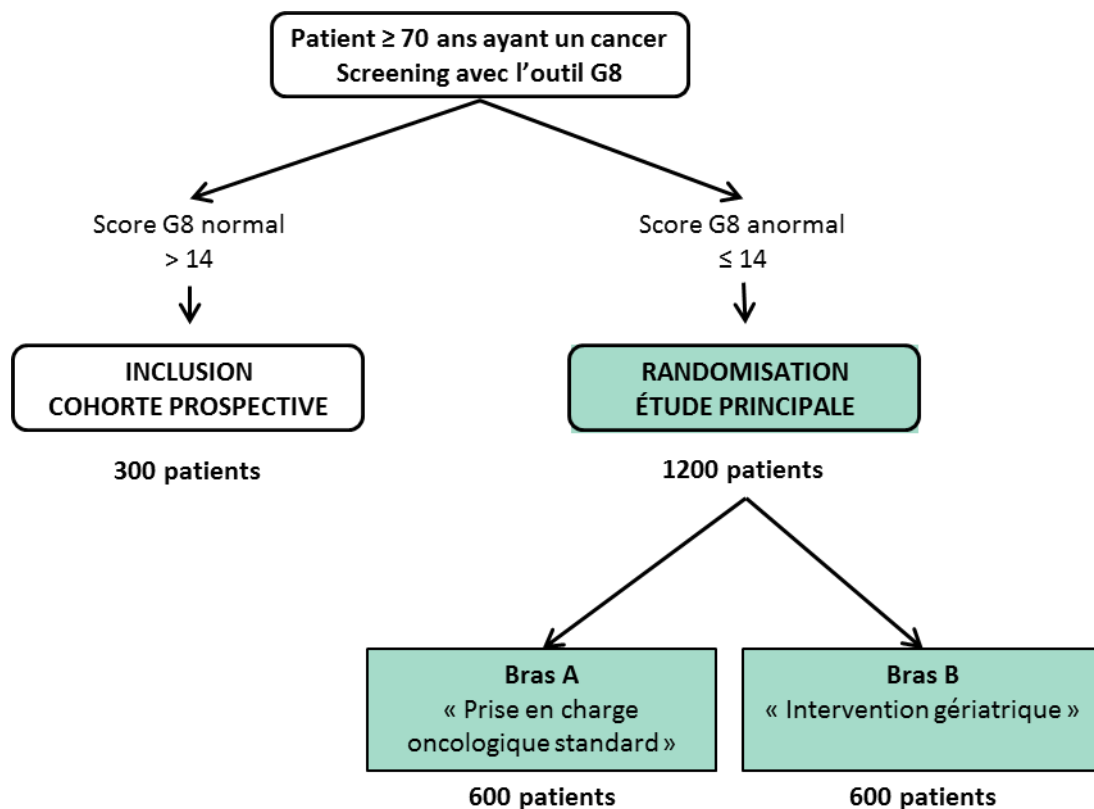 Patient ≥ 70 ans ayant un cancer
Screening avec l'outil G8
Score G8 normal
> 14
Score G8 anormal
≤ 14
INCLUSION
COHORTE PROSPECTIVE
RANDOMISATION
ÉTUDE PRINCIPALE
300 patients
1200 patients
Bras A
« Prise en charge
oncologique standard »
Bras B
« Intervention gériatrique »
600 patients
600 patients